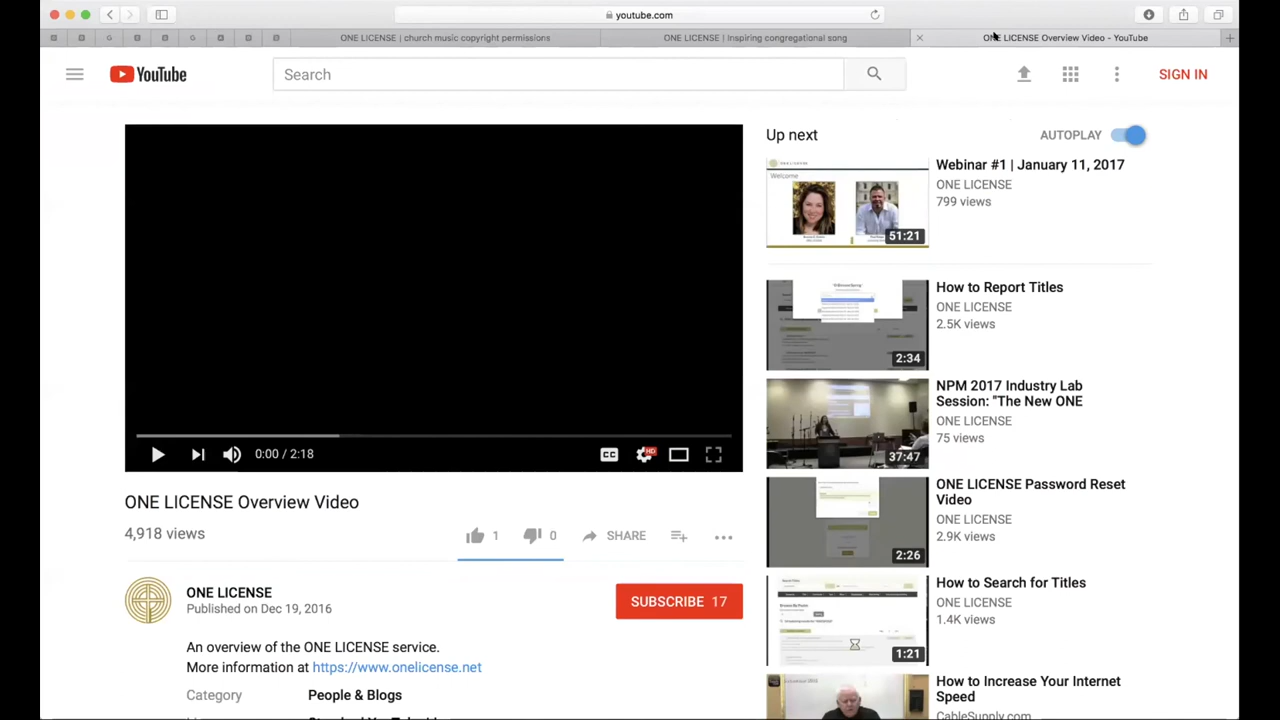 youtube.com
ONE LICENSE | church music copyright permissions
ONE LICENSE | Inspiring congregational song
ONE LICENSE Overview Video - YouTube
YouTube
Search
SIGN IN
Up next
AUTOPLAY
Welcome
51:21
Webinar #1 | January 11, 2017
ONE LICENSE
799 views
2:34
How to Report Titles
ONE LICENSE
2.5K views
37:47
NPM 2017 Industry Lab
Session: "The New ONE
ONE LICENSE
75 views
2:26
ONE LICENSE Password Reset
Video
ONE LICENSE
2.9K views
1:21
How to Search for Titles
ONE LICENSE
1.4K views
How to Increase Your Internet
Speed
CableSupply.com
0:00 / 2:18
CC
HD
ONE LICENSE Overview Video
4,918 views
1
0
SHARE
ONE LICENSE
Published on Dec 19, 2016
SUBSCRIBE 17
An overview of the ONE LICENSE service.
More information at https://www.onelicense.net
Category People & Blogs